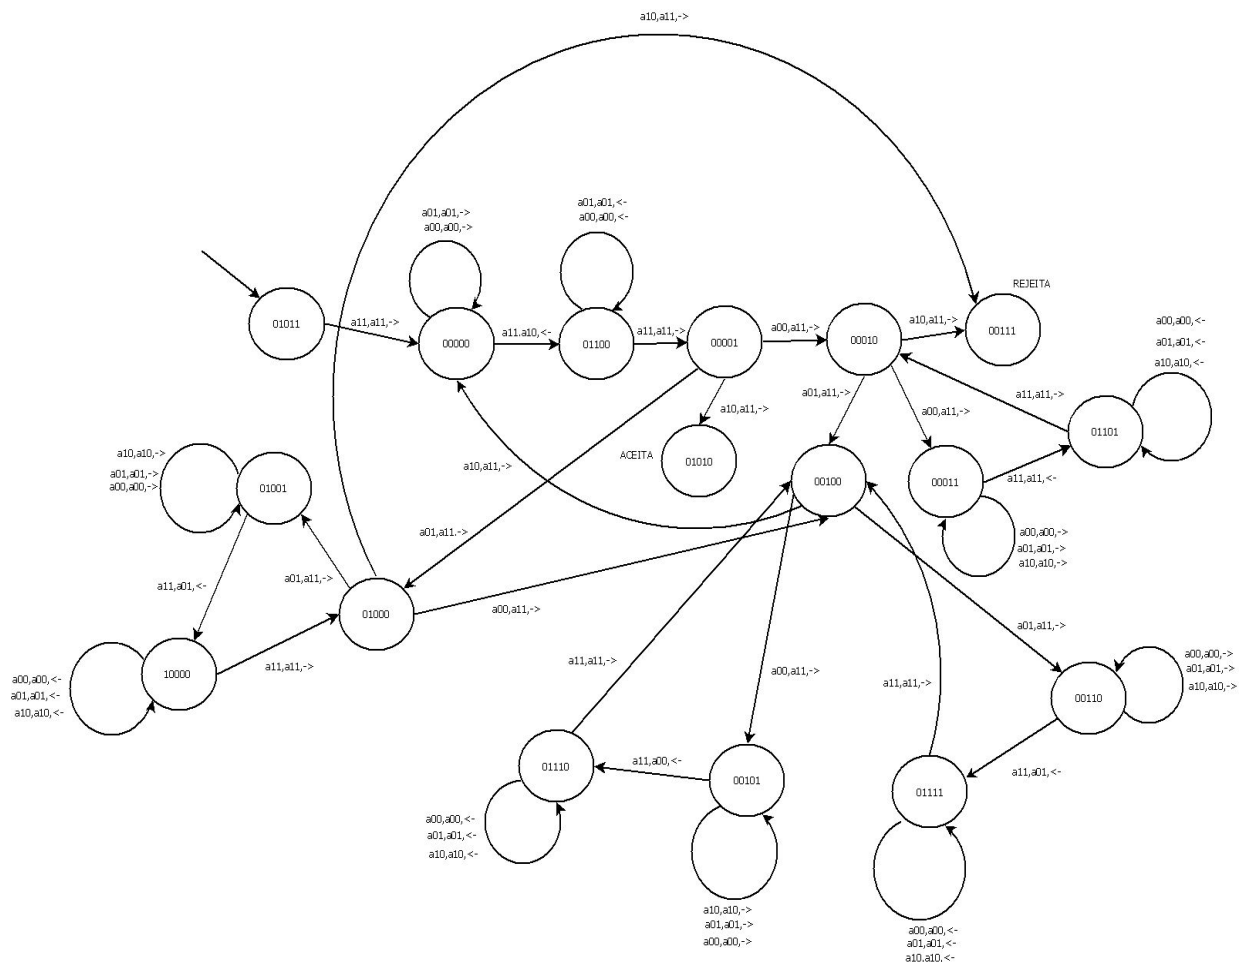 a10,a11,->
a01,a01,->
a00,a00,->
a01,a01,<-
a00,a00,<-
REJEITA
01011
a11,a11,->
00000
a11.a10,<-
01100
a11,a11,->
00001
a00,a11,->
00010
a10,a11,->
00111
a00,a00,<-
a01,a01,<-
a10,a10,<-
a01,a11,->
a00,a11,->
a11,a11,->
01101
a10,a11,->
ACEITA
01010
a10,a10,->
a01,a01,->
a00,a00,->
01001
a10,a11,->
00100
00011
a11,a11,<-
a01,a11.->
a00,a00,->
a01,a01,->
a10,a10,->
a11,a01,<-
a01,a11,->
01000
a00,a11,->
a01,a11,->
a00,a00,<-
a01,a01,<-
a10,a10,<-
10000
a11,a11,->
a11,a11,->
a00,a11,->
a11,a11,->
00110
a00,a00,->
a01,a01,->
a10,a10,->
01110
a11,a00,<-
00101
01111
a11,a01,<-
a00,a00,<-
a01,a01,<-
a10,a10,<-
a10,a10,->
a01,a01,->
a00,a00,->
a00,a00,<-
a01,a01,<-
a10,a10,<-